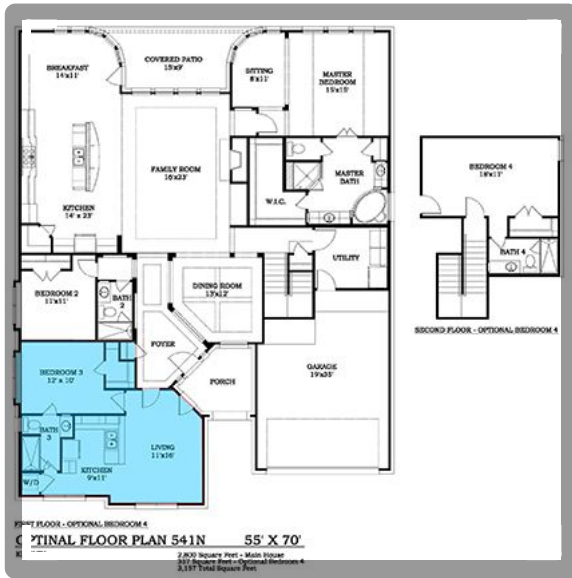 BREAKFAST
14'x11'
COVERED PATIO
15'x9'
SITTING
8'x11'
MASTER
BEDROOM
15'x15'
FAMILY ROOM
16'x23'
MASTER
BATH
W.I.C.
KITCHEN
14' x 23'
BEDROOM 4
18'x11'
BATH 4
UTILITY
SECOND FLOOR - OPTIONAL BEDROOM 4
BEDROOM 2
11'x11'
BATH
2
DINING ROOM
13'x12'
FOYER
PORCH
GARAGE
19'x35'
BEDROOM 3
12' x 10'
BATH
3
LIVING
11'x16'
KITCHEN
9'x11'
W/D
FIRST FLOOR - OPTIONAL BEDROOM 4
OPTINAL FLOOR PLAN 541N 55' X 70'
2,800 Square Feet - Main House
357 Square Feet - Optional Bedroom 4
3,157 Total Square Feet